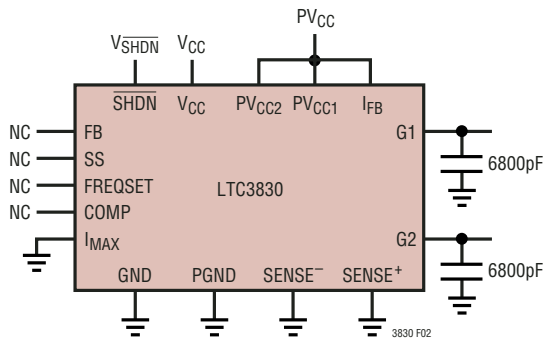 PVCC
VSHDN VCC
SHDN VCC PVCC2 PVCC1 IFB
NC FB G1
NC SS 6800pF
NC FREQSET
NC COMP LTC3830
IMAX G2
6800pF
GND PGND SENSE– SENSE+
3830 F02